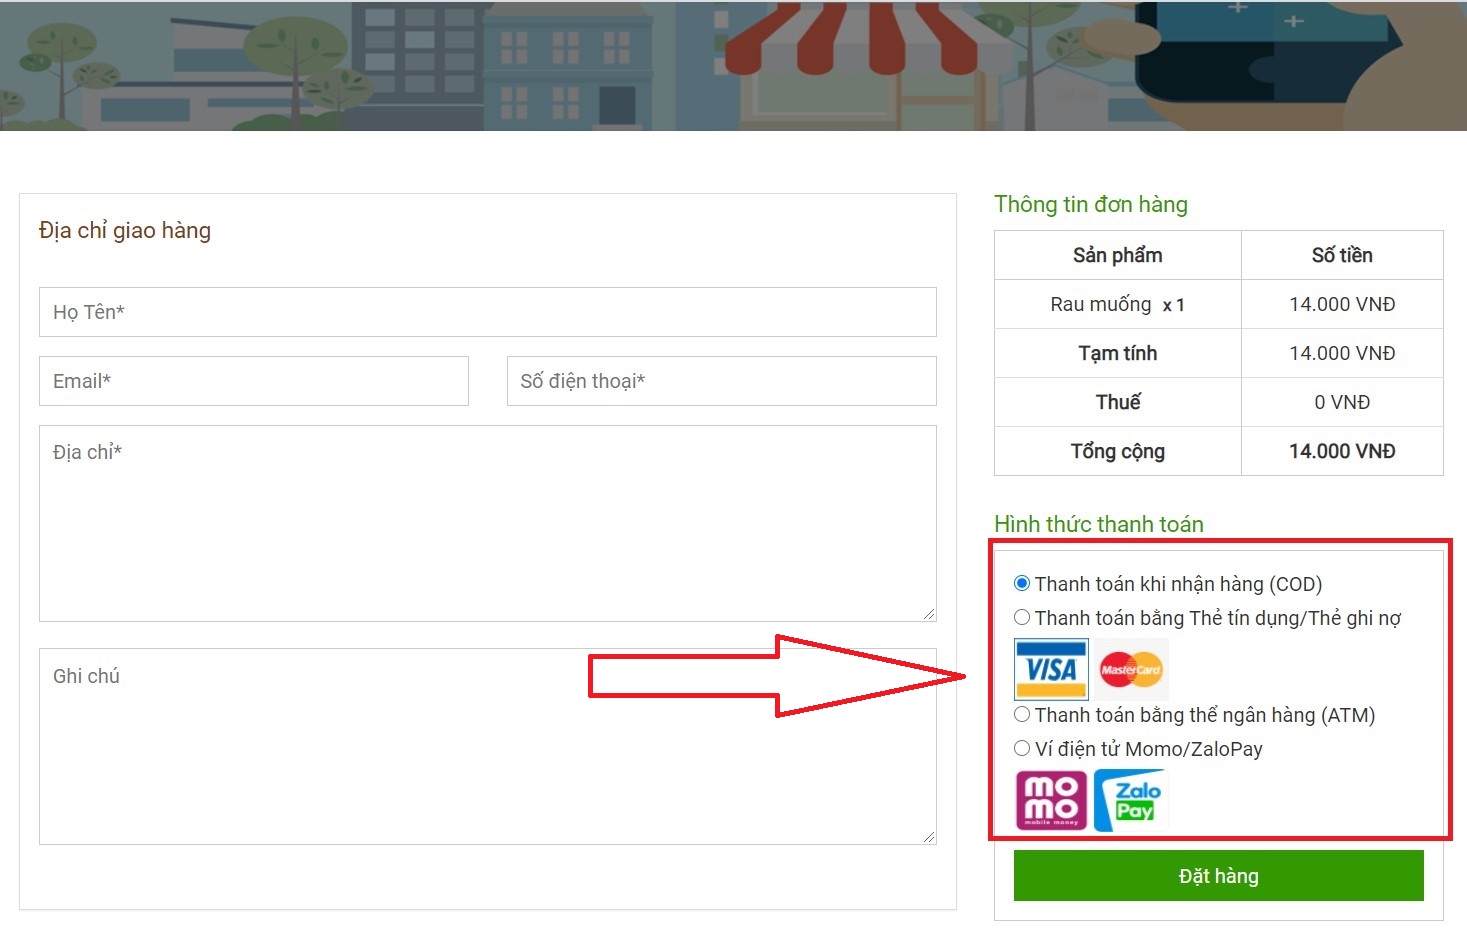 Địa chỉ giao hàng
Họ Tên*
Email* Số điện thoại*
Địa chỉ*
Ghi chú
Thông tin đơn hàng
Sản phẩm Số tiền
Rau muống x 1 14.000 VNĐ
Tạm tính 14.000 VNĐ
Thuế 0 VNĐ
Tổng cộng 14.000 VNĐ
Hình thức thanh toán
Thanh toán khi nhận hàng (COD)
Thanh toán bằng Thẻ tín dụng/Thẻ ghi nợ
VISA MasterCard
Thanh toán bằng thể ngân hàng (ATM)
Ví điện tử Momo/ZaloPay
mo Zalo
mo Pay
mobile money
Đặt hàng